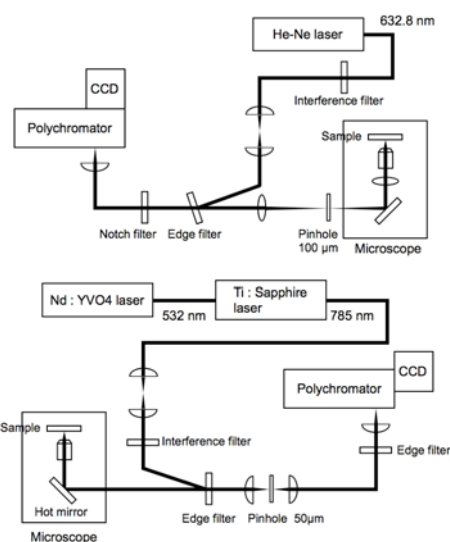 632.8 nm
He-Ne laser
CCD
Interference filter
Polychromator
Sample
Notch filter
Edge filter
Pinhole
100 µm
Microscope
Nd : YVO4 laser
532 nm
Ti : Sapphire
laser
785 nm
CCD
Polychromator
Sample
Interference filter
Edge filter
Hot mirror
Edge filter
Pinhole 50µm
Microscope